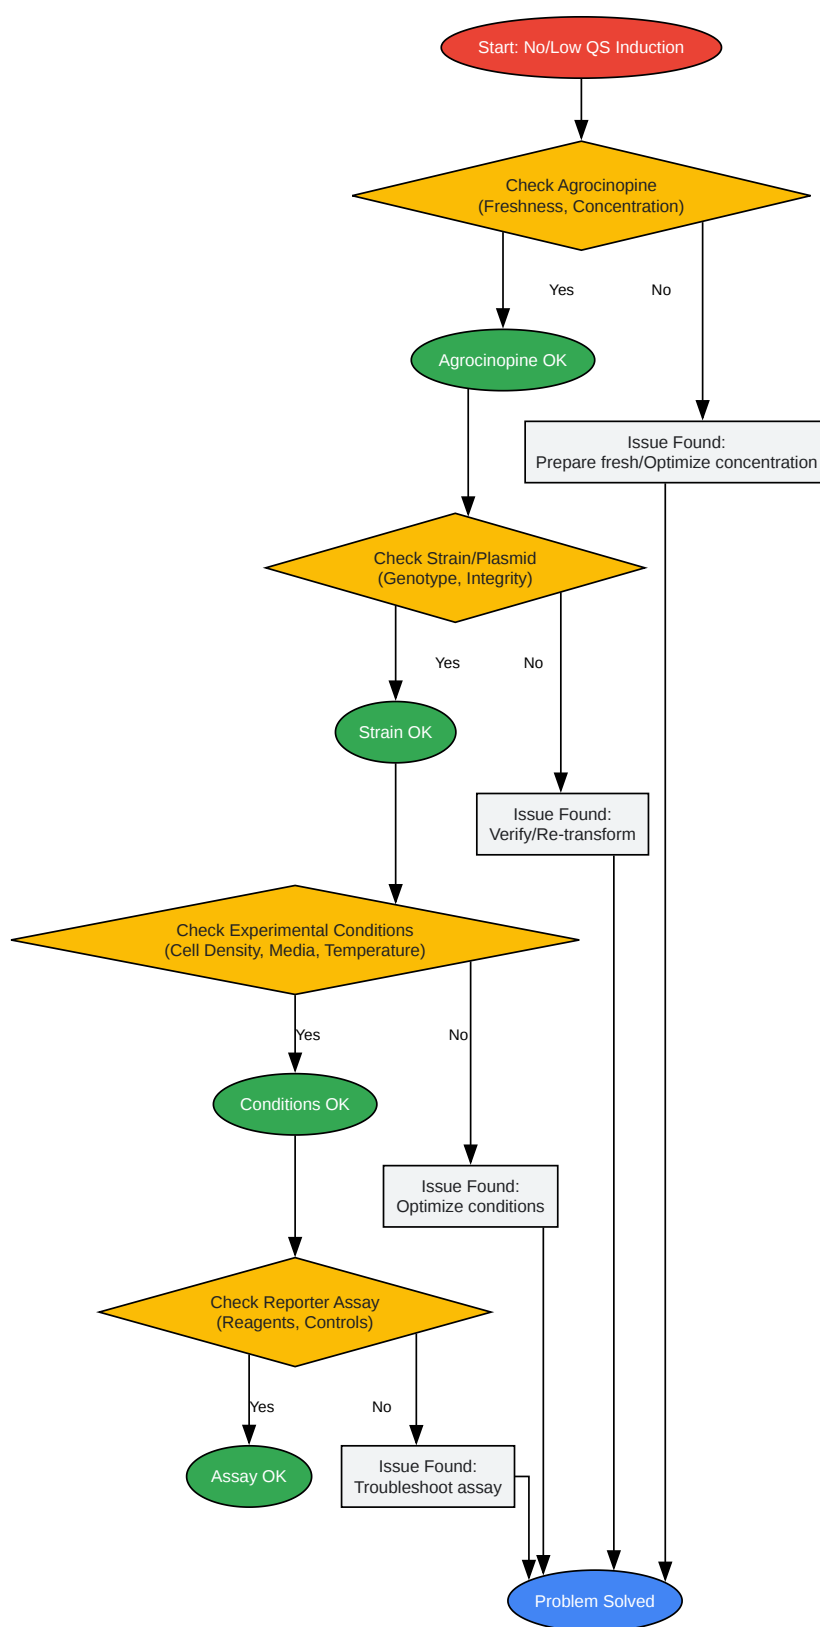 Start: No/Low QS Induction
Check Agrocinopine
(Freshness, Concentration)
Yes
No
Agrocinopine OK
Issue Found:
Prepare fresh/Optimize concentration
Check Strain/Plasmid
(Genotype, Integrity)
Yes
No
Strain OK
Issue Found:
Verify/Re-transform
Check Experimental Conditions
(Cell Density, Media, Temperature)
Yes
No
Conditions OK
Issue Found:
Optimize conditions
Check Reporter Assay
(Reagents, Controls)
Yes
No
Assay OK
Issue Found:
Troubleshoot assay
Problem Solved